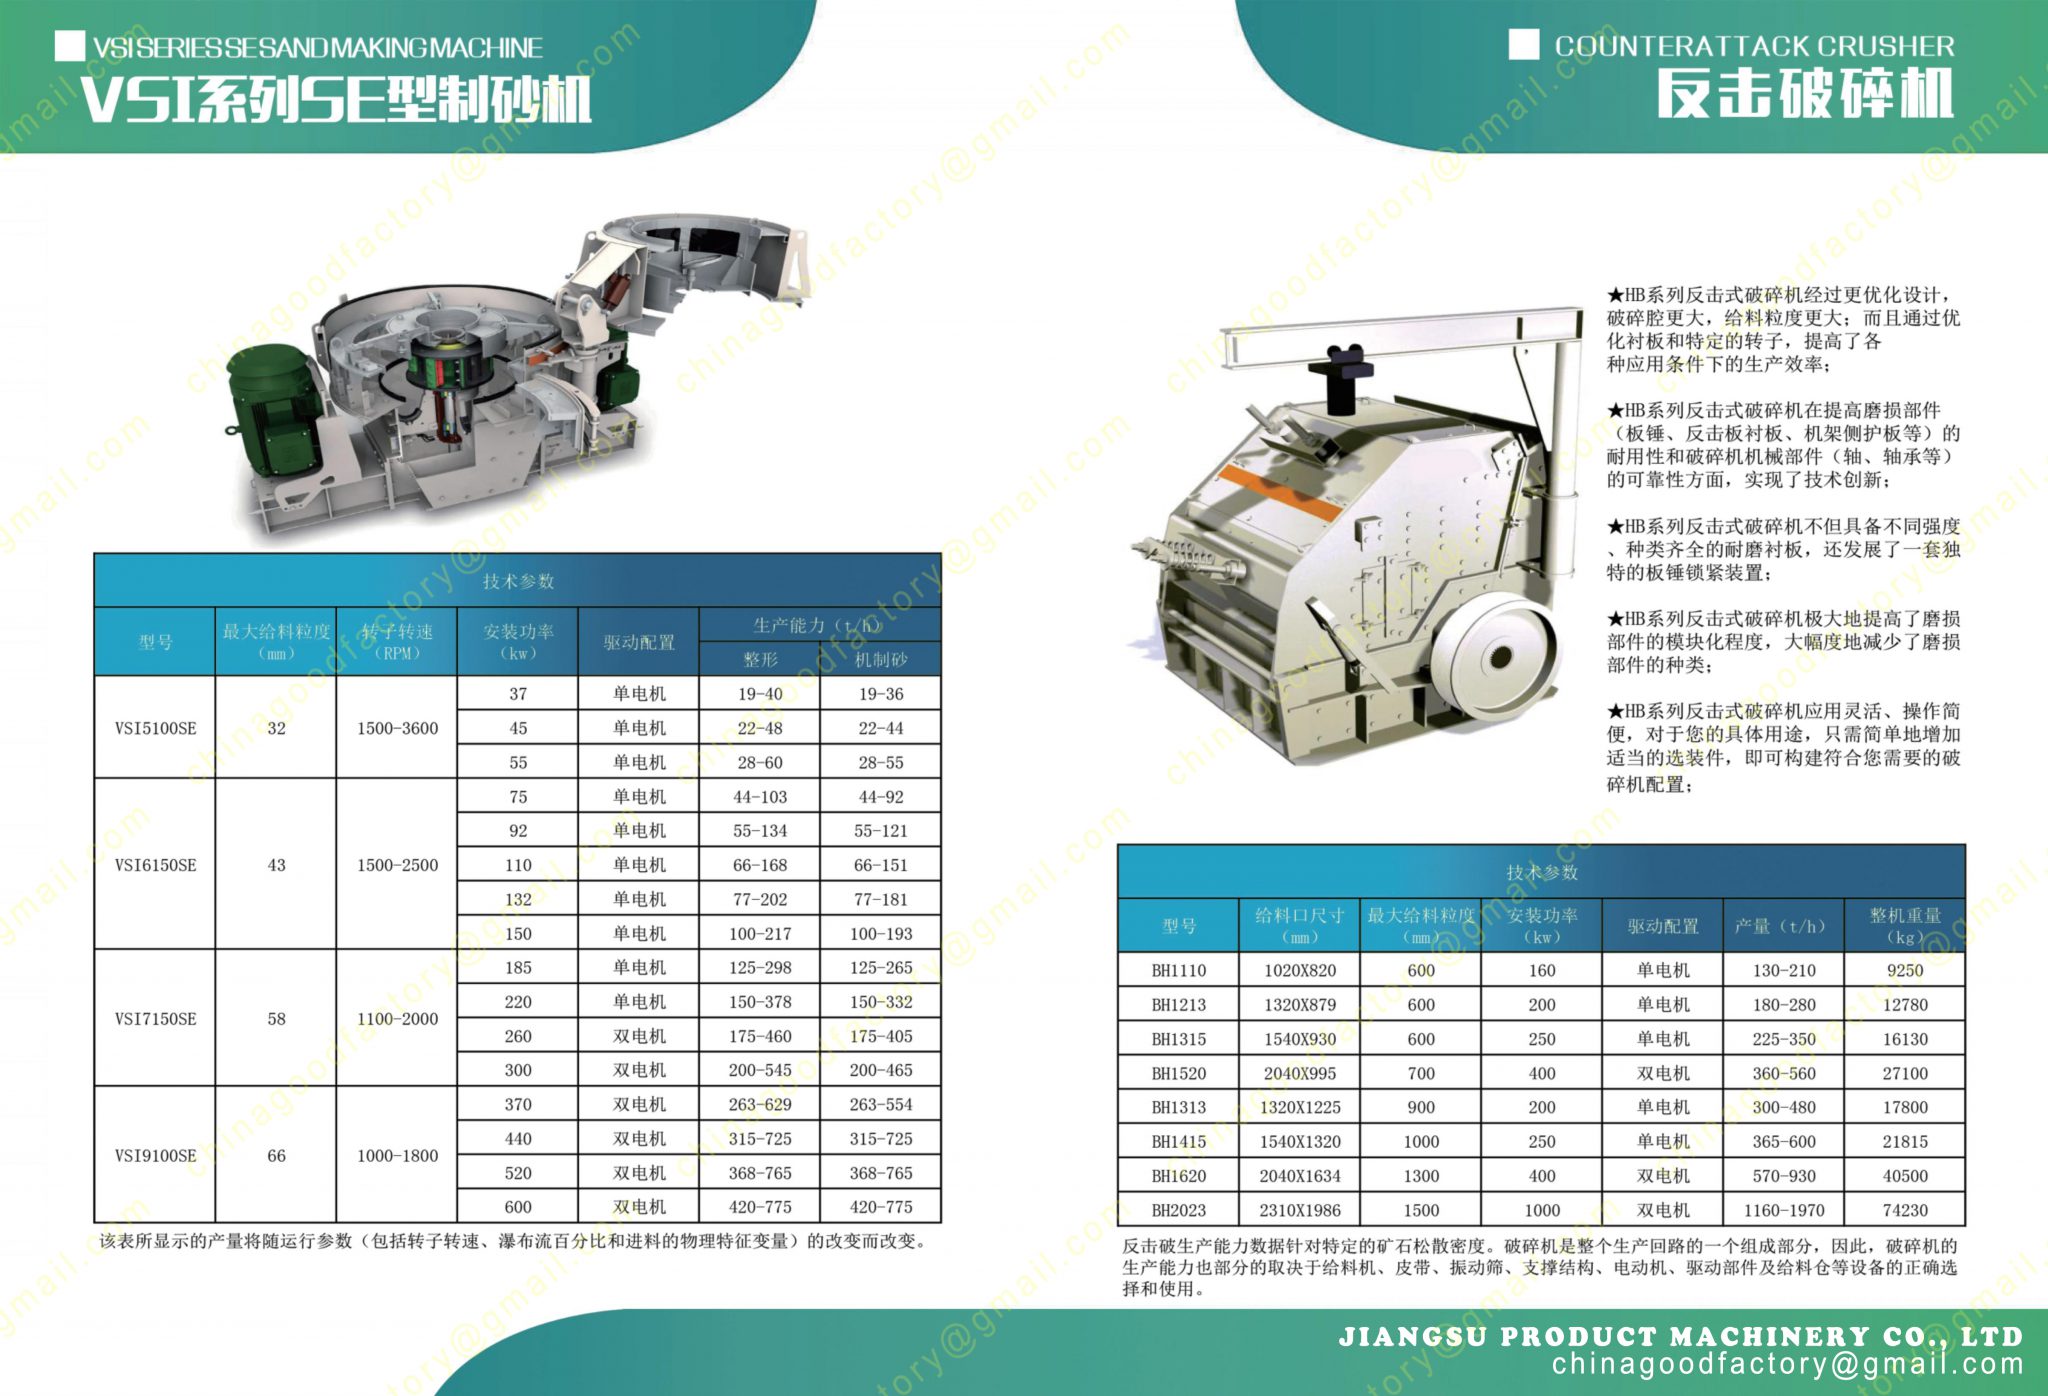 VSI SERIES SE SAND MAKING MACHINE
VSI系列SE型制砂机
技术参数
型号 最大给料粒度（mm） 转子转速（RPM） 安装功率（kw） 驱动配置 生产能力（t/h）
整形 机制砂
VSI5100SE 32 1500-3600 37 单电机 19-40 19-36
45 单电机 22-48 22-44
55 单电机 28-60 28-55
VSI6150SE 43 1500-2500 75 单电机 44-103 44-92
92 单电机 55-134 55-121
110 单电机 66-168 66-151
132 单电机 77-202 77-181
150 单电机 100-217 100-193
VSI7150SE 58 1100-2000 185 单电机 125-298 125-265
220 单电机 150-378 150-332
260 双电机 175-460 175-405
300 双电机 200-545 200-465
VSI9100SE 66 1000-1800 370 双电机 263-629 263-554
440 双电机 315-725 315-725
520 双电机 368-765 368-765
600 双电机 420-775 420-775
该表所显示的产量将随运行参数（包括转子转速、瀑布流百分比和进料的物理特征变量）的改变而改变。
COUNTERATTACK CRUSHER
反击破碎机
★HB系列反击式破碎机经过更优化设计，
破碎腔更大，给料粒度更大；而且通过优
化衬板和特定的转子，提高了各
种应用条件下的生产效率；
★HB系列反击式破碎机在提高磨损部件
（板锤、反击板衬板、机架侧护板等）的
耐用性和破碎机机械部件（轴、轴承等）
的可靠性方面，实现了技术创新；
★HB系列反击式破碎机不但具备不同强度
、种类齐全的耐磨衬板，还发展了一套独
特的板锤锁紧装置；
★HB系列反击式破碎机极大地提高了磨损
部件的模块化程度，大幅度地减少了磨损
部件的种类；
★HB系列反击式破碎机应用灵活、操作简
便，对于您的具体用途，只需简单地增加
适当的选装件，即可构建符合您需要的破
碎机配置；
技术参数
型号 给料口尺寸（mm） 最大给料粒度（mm） 安装功率（kw） 驱动配置 产量（t/h） 整机重量（kg）
BH1110 1020X820 600 160 单电机 130-210 9250
BH1213 1320X879 600 200 单电机 180-280 12780
BH1315 1540X930 600 250 单电机 225-350 16130
BH1520 2040X995 700 400 双电机 360-560 27100
BH1313 1320X1225 900 200 单电机 300-480 17800
BH1415 1540X1320 1000 250 单电机 365-600 21815
BH1620 2040X1634 1300 400 双电机 570-930 40500
BH2023 2310X1986 1500 1000 双电机 1160-1970 74230
反击破生产能力数据针对特定的矿石松散密度。破碎机是整个生产回路的一个组成部分，因此，破碎机的
生产能力也部分的取决于给料机、皮带、振动筛、支撑结构、电动机、驱动部件及给料仓等设备的正确选
择和使用。
JIANGSU PRODUCT MACHINERY CO., LTD
chinagoodfactory@gmail.com